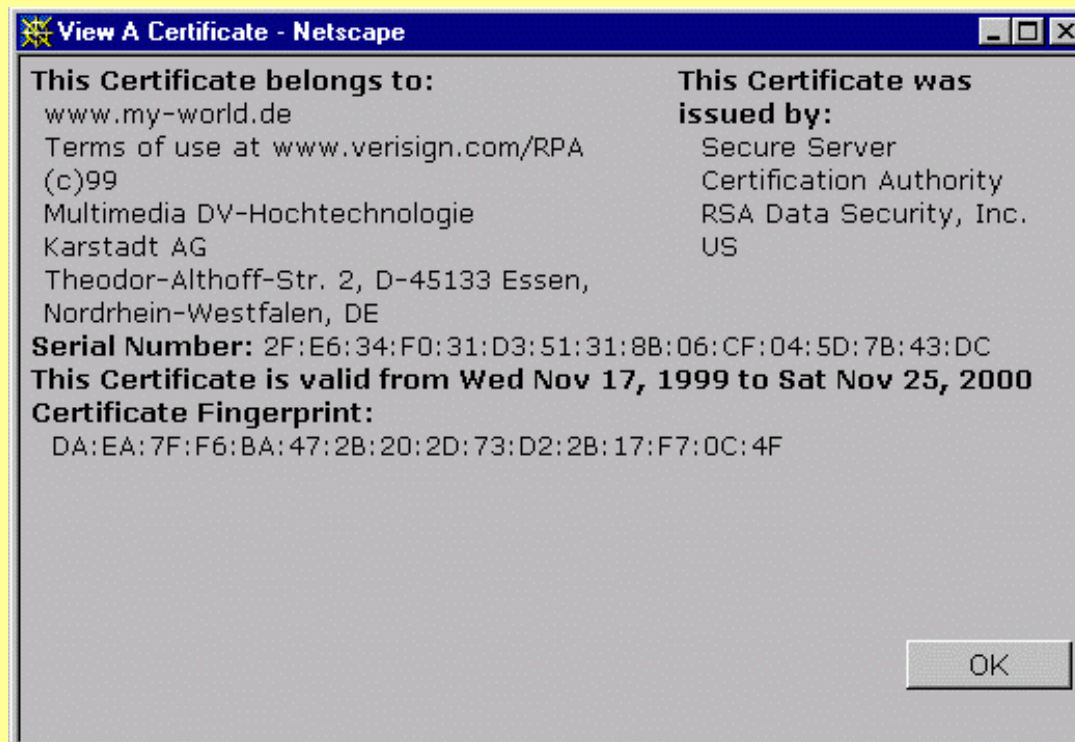 View A Certificate - Netscape
This Certificate belongs to:
www.my-world.de
Terms of use at www.verisign.com/RPA
(c)99
Multimedia DV-Hochtechnologie
Karstadt AG
Theodor-Althoff-Str. 2, D-45133 Essen,
Nordrhein-Westfalen, DE
This Certificate was
issued by:
Secure Server
Certification Authority
RSA Data Security, Inc.
US
Serial Number: 2F:E6:34:F0:31:D3:51:31:8B:06:CF:04:5D:7B:43:DC
This Certificate is valid from Wed Nov 17, 1999 to Sat Nov 25, 2000
Certificate Fingerprint:
DA:EA:7F:F6:BA:47:2B:20:2D:73:D2:2B:17:F7:0C:4F
OK